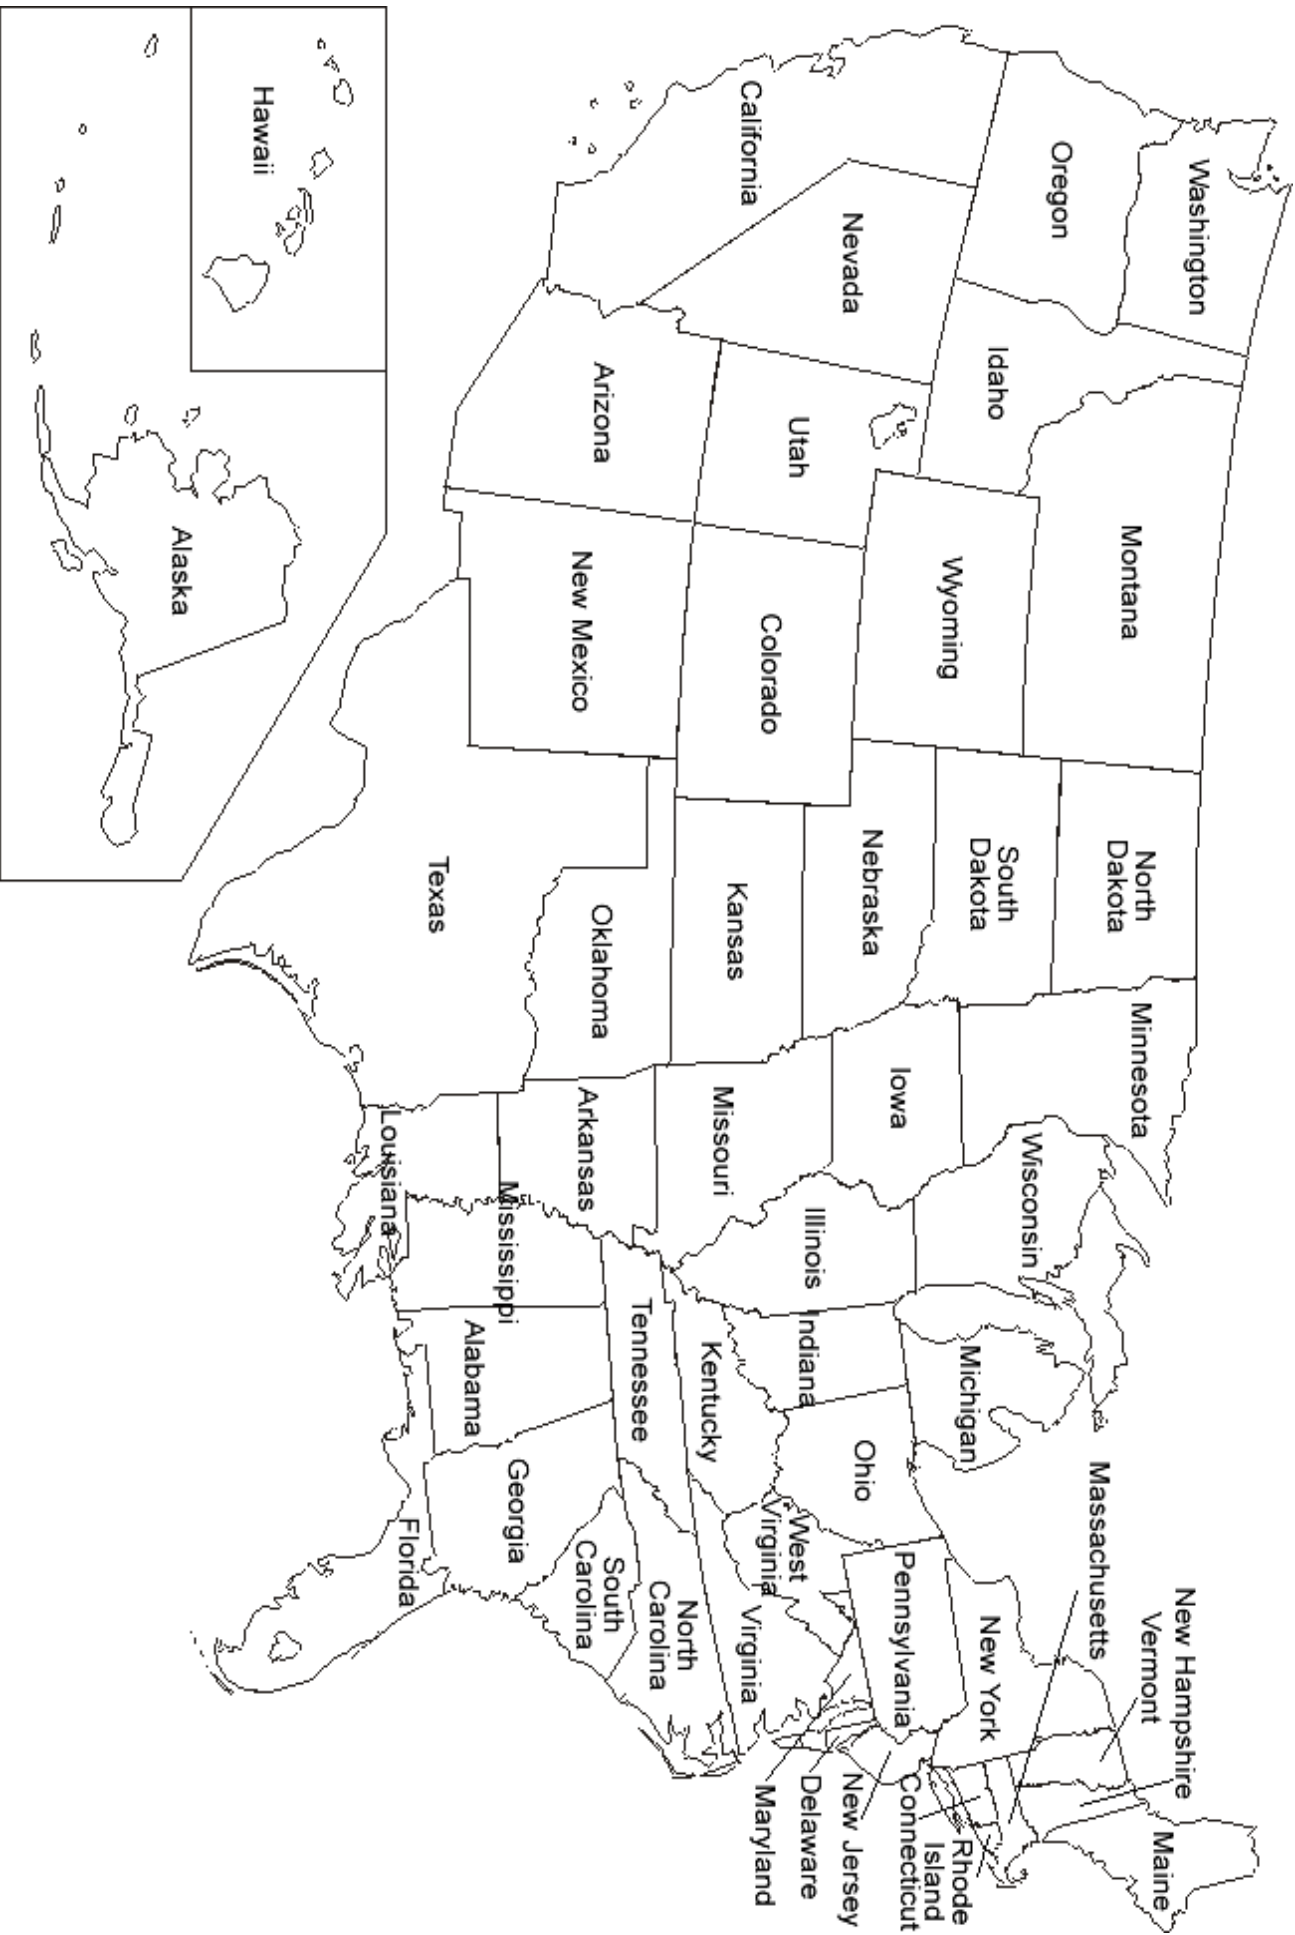 Washington
Oregon
California
Nevada
Idaho
Montana
Wyoming
Utah
Arizona
Colorado
New Mexico
North
Dakota
South
Dakota
Nebraska
Kansas
Oklahoma
Texas
Minnesota
Iowa
Missouri
Arkansas
Louisiana
Wisconsin
Illinois
Mississippi
Michigan
Indiana
Ohio
Kentucky
Tennessee
Alabama
Georgia
Florida
South
Carolina
North
Carolina
Virginia
West
Virginia
Pennsylvania
New York
Massachusetts
New Hampshire
Vermont
Maine
Rhode
Island
Connecticut
New Jersey
Delaware
Maryland
Hawaii
Alaska